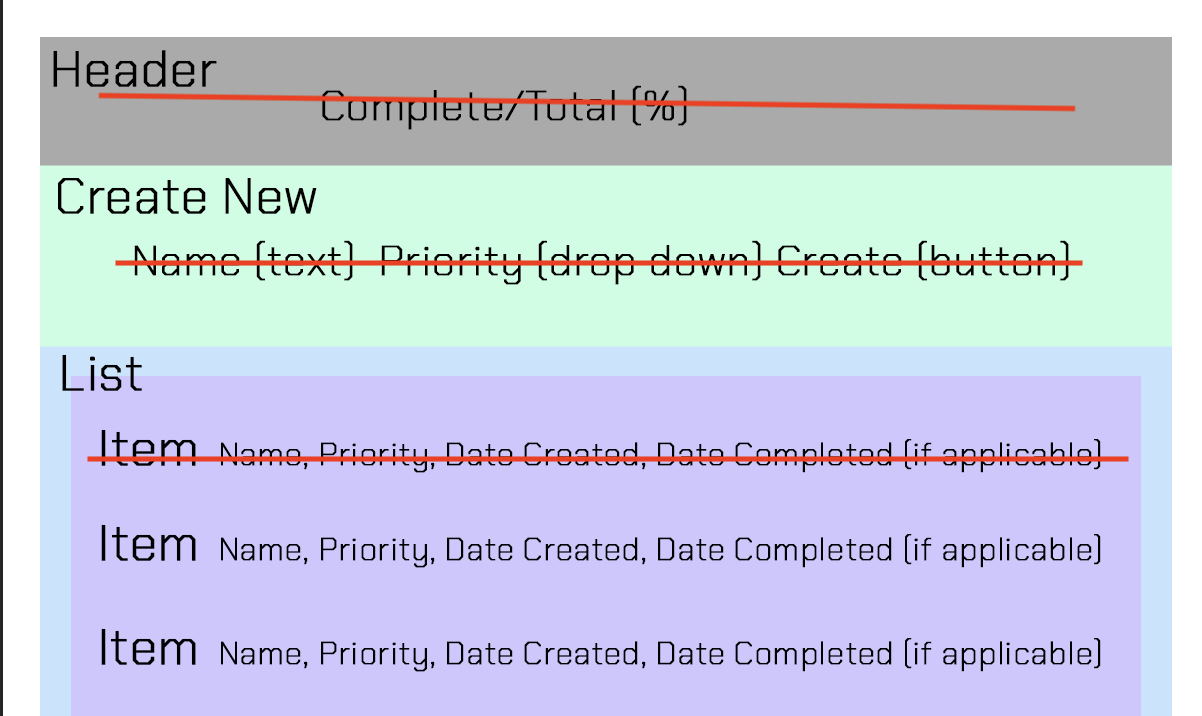 Header
Complete/Total (%)
Create New
Name (text) Priority (drop down) Create (button)
List
Item Name, Priority, Date Created, Date Completed (if applicable)
Item Name, Priority, Date Created, Date Completed (if applicable)
Item Name, Priority, Date Created, Date Completed (if applicable)